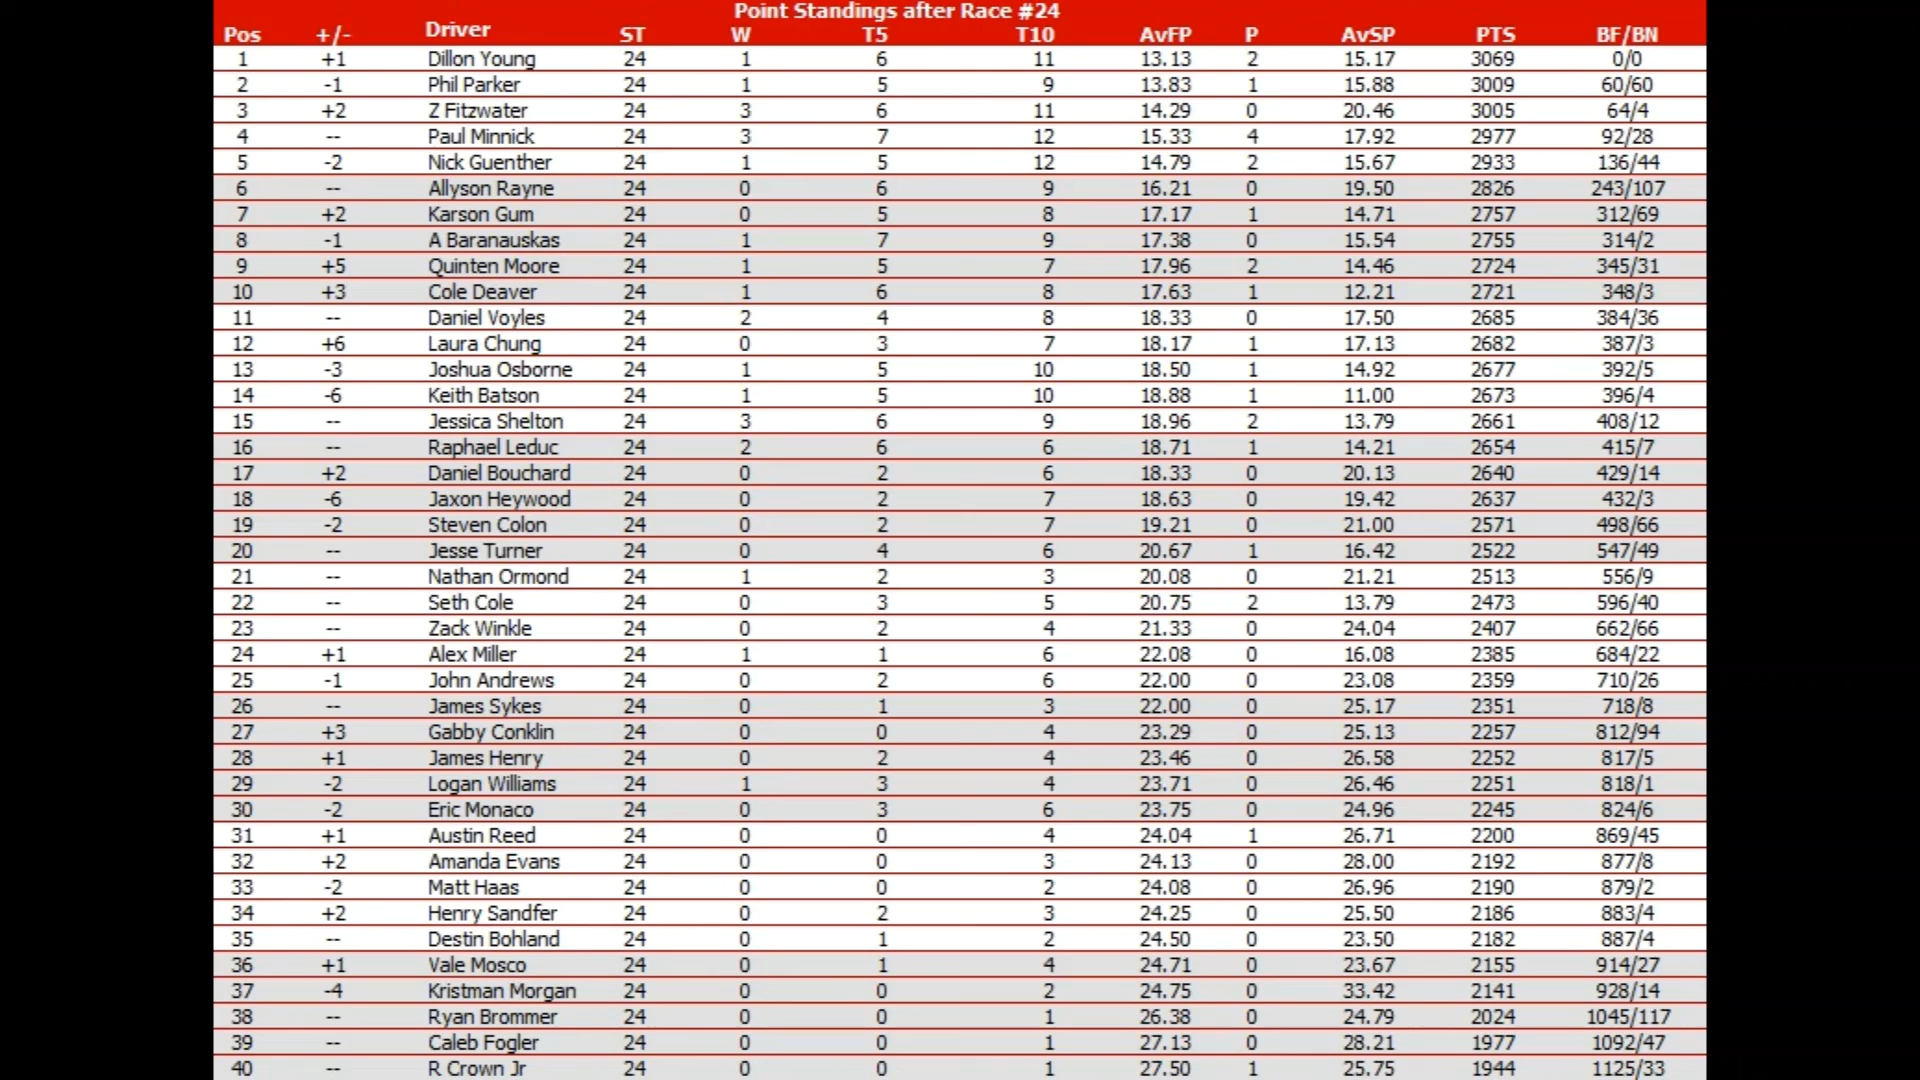 Point Standings after Race #24
Pos +/- Driver ST W T5 T10 AvFP P AvSP PTS BF/BN
1 +1 Dillon Young 24 1 6 11 13.13 2 15.17 3069 0/0
2 -1 Phil Parker 24 1 5 9 13.83 1 15.88 3009 60/60
3 +2 Z Fitzwater 24 3 6 11 14.29 0 20.46 3005 64/4
4 -- Paul Minnick 24 3 7 12 15.33 4 17.92 2977 92/28
5 -2 Nick Guenther 24 1 5 12 14.79 2 15.67 2933 136/44
6 -- Allyson Rayne 24 0 6 9 16.21 0 19.50 2826 243/107
7 +2 Karson Gum 24 0 5 8 17.17 1 14.71 2757 312/69
8 -1 A Baranauskas 24 1 7 9 17.38 0 15.54 2755 314/2
9 +5 Quinten Moore 24 1 5 7 17.96 2 14.46 2724 345/31
10 +3 Cole Deaver 24 1 6 8 17.63 1 12.21 2721 348/3
11 -- Daniel Voyles 24 2 4 8 18.33 0 17.50 2685 384/36
12 +6 Laura Chung 24 0 3 7 18.17 1 17.13 2682 387/3
13 -3 Joshua Osborne 24 1 5 10 18.50 1 14.92 2677 392/5
14 -6 Keith Batson 24 1 5 10 18.88 1 11.00 2673 396/4
15 -- Jessica Shelton 24 3 6 9 18.96 2 13.79 2661 408/12
16 -- Raphael Leduc 24 2 6 6 18.71 1 14.21 2654 415/7
17 +2 Daniel Bouchard 24 0 2 6 18.33 0 20.13 2640 429/14
18 -6 Jaxon Heywood 24 0 2 7 18.63 0 19.42 2637 432/3
19 -2 Steven Colon 24 0 2 7 19.21 0 21.00 2571 498/66
20 -- Jesse Turner 24 0 4 6 20.67 1 16.42 2522 547/49
21 -- Nathan Ormond 24 1 2 3 20.08 0 21.21 2513 556/9
22 -- Seth Cole 24 0 3 5 20.75 2 13.79 2473 596/40
23 -- Zack Winkle 24 0 2 4 21.33 0 24.04 2407 662/66
24 +1 Alex Miller 24 1 1 6 22.08 0 16.08 2385 684/22
25 -1 John Andrews 24 0 2 6 22.00 0 23.08 2359 710/26
26 -- James Sykes 24 0 1 3 22.00 0 25.17 2351 718/8
27 +3 Gabby Conklin 24 0 0 4 23.29 0 25.13 2257 812/94
28 +1 James Henry 24 0 2 4 23.46 0 26.58 2252 817/5
29 -2 Logan Williams 24 1 3 4 23.71 0 26.46 2251 818/1
30 -2 Eric Monaco 24 0 3 6 23.75 0 24.96 2245 824/6
31 +1 Austin Reed 24 0 0 4 24.04 1 26.71 2200 869/45
32 +2 Amanda Evans 24 0 0 3 24.13 0 28.00 2192 877/8
33 -2 Matt Haas 24 0 0 2 24.08 0 26.96 2190 879/2
34 +2 Henry Sandfer 24 0 2 3 24.25 0 25.50 2186 883/4
35 -- Destin Bohland 24 0 1 2 24.50 0 23.50 2182 887/4
36 +1 Vale Mosco 24 0 1 4 24.71 0 23.67 2155 914/27
37 -4 Kristman Morgan 24 0 0 2 24.75 0 33.42 2141 928/14
38 -- Ryan Brommer 24 0 0 1 26.38 0 24.79 2024 1045/117
39 -- Caleb Fogler 24 0 0 1 27.13 0 28.21 1977 1092/47
40 -- R Crown Jr 24 0 0 1 27.50 1 25.75 1944 1125/33